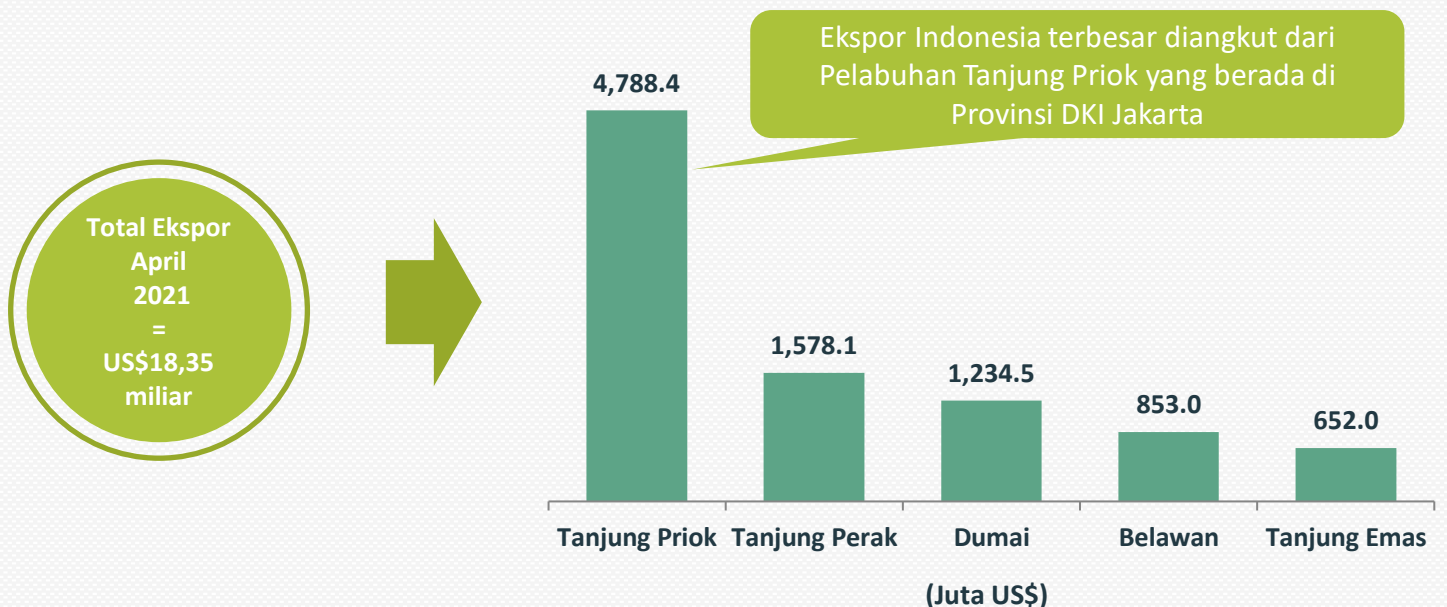 Total Ekspor
April
2021
=
US$18,35
miliar
Ekspor Indonesia terbesar diangkut dari
Pelabuhan Tanjung Priok yang berada di
Provinsi DKI Jakarta
4,788.4
1,578.1
1,234.5
853.0
652.0
Tanjung Priok Tanjung Perak Dumai Belawan Tanjung Emas
(Juta US$)